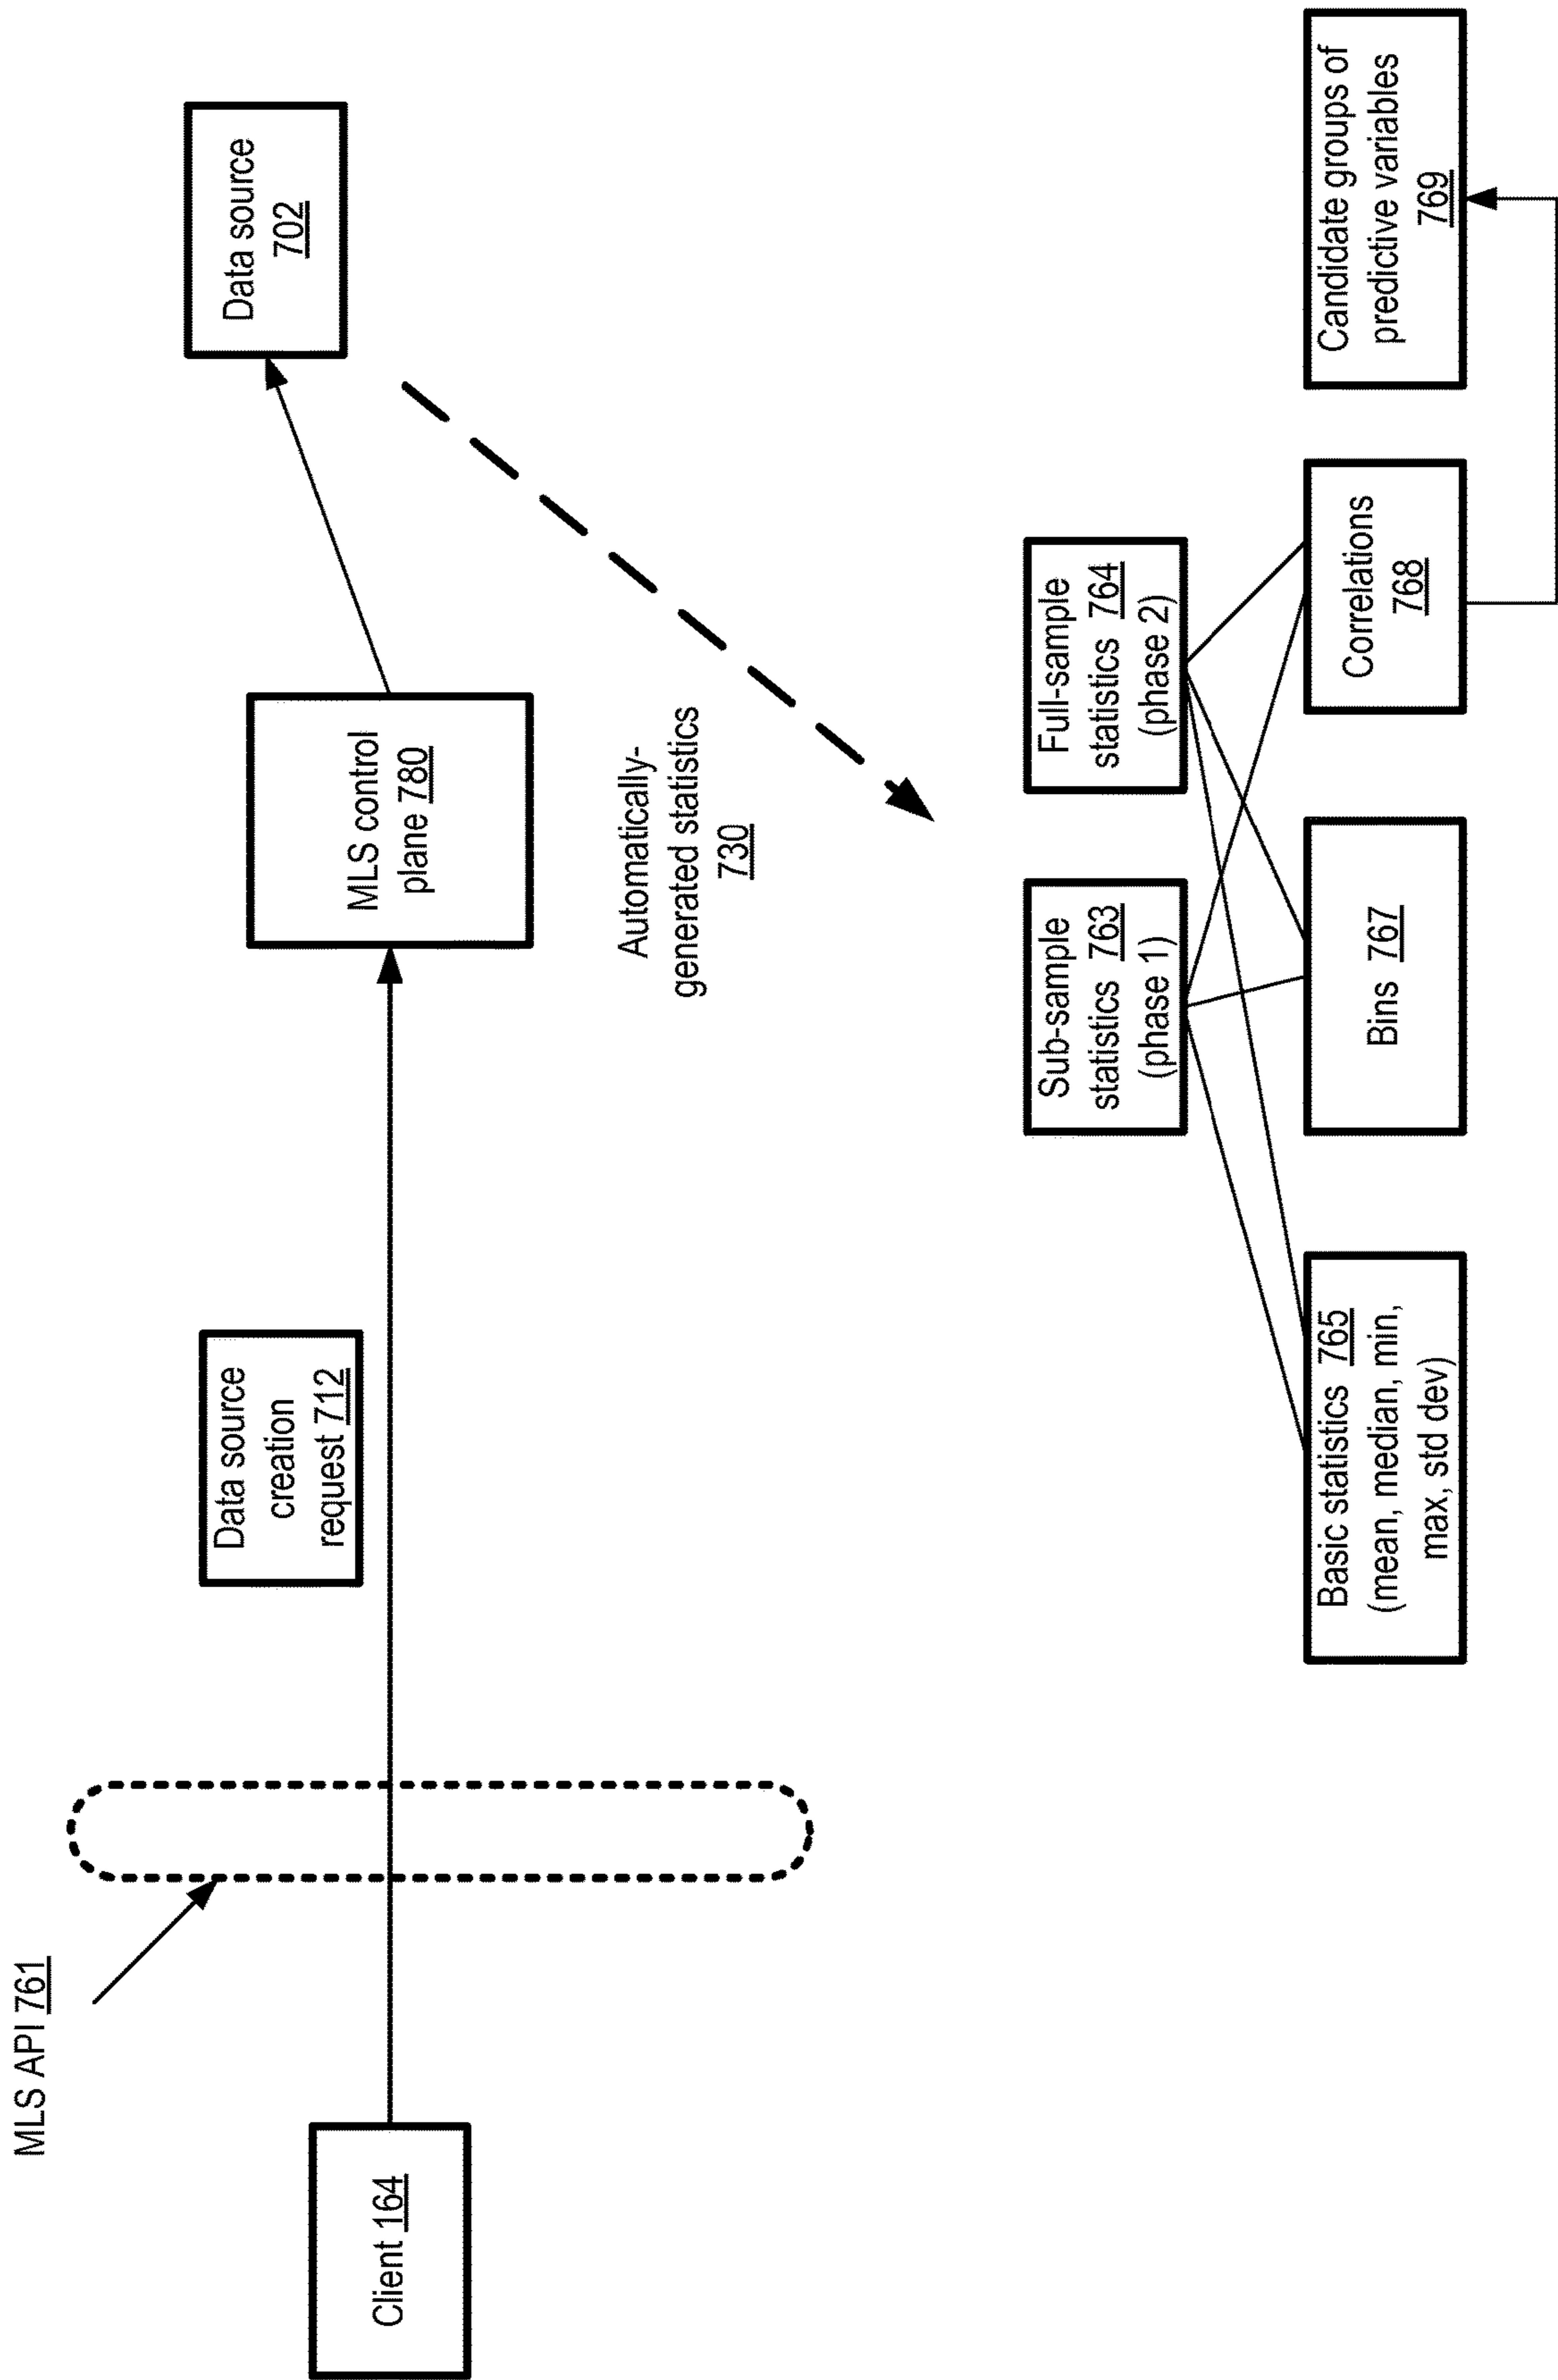 MLS API 761
Data source
creation
request 712
Client 164
MLS control
plane 780
Data source
702
Automatically-
generated statistics
730
Sub-sample
statistics 763
(phase 1)
Full-sample
statistics 764
(phase 2)
Basic statistics 765
(mean, median, min,
max, std dev)
Bins 767
Correlations
768
Candidate groups of
predictive variables
769